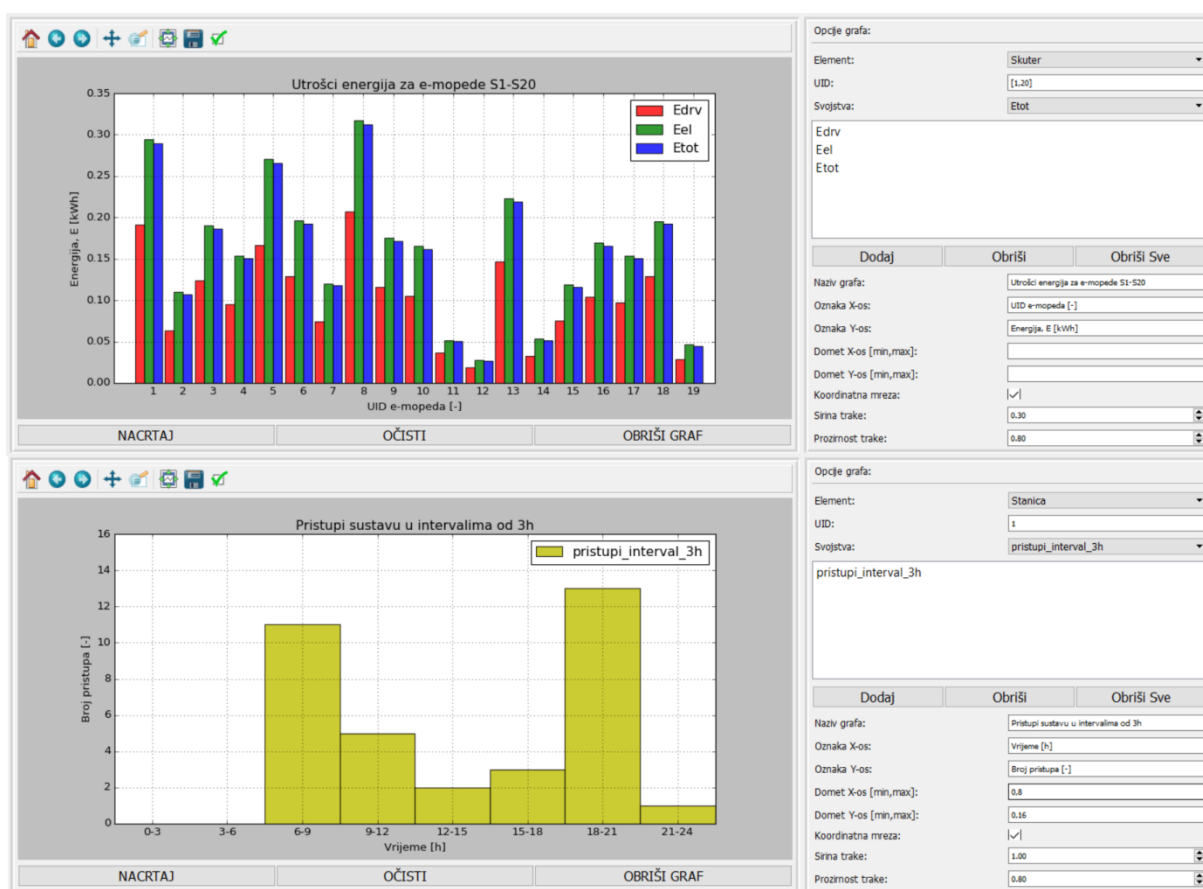 Utrošci energija za e-mopede S1-S20
0.35
0.30
0.25
0.20
0.15
0.10
0.05
0.00
Energija, E [kWh]
Edrv
Eel
Etot
1 2 3 4 5 6 7 8 9 10 11 12 13 14 15 16 17 18 19
UID e-mopeda [-]
NACRTAJ OČISTI OBRIŠI GRAF
Opcije grafa:
Element: Skuter
UID: [1,20]
Svojstva: Etot
Edrv
Eel
Etot
Dodaj Obriši Obriši Sve
Naziv grafa: Utrošci energija za e-mopede S1-S20
Oznaka X-os: UID e-mopeda [-]
Oznaka Y-os: Energija, E [kWh]
Domet X-os [min,max]:
Domet Y-os [min,max]:
Koordinatna mreza:
Sirina trake: 0.30
Prozirnost trake: 0.80
Pristupi sustavu u intervalima od 3h
16
14
12
10
8
6
4
2
0
Broj pristupa [-]
pristupi_interval_3h
0-3 3-6 6-9 9-12 12-15 15-18 18-21 21-24
Vrijeme [h]
NACRTAJ OČISTI OBRIŠI GRAF
Opcije grafa:
Element: Stanica
UID: 1
Svojstva: pristupi_interval_3h
pristupi_interval_3h
Dodaj Obriši Obriši Sve
Naziv grafa: Pristupi sustavu u intervalima od 3h
Oznaka X-os: Vrijeme [h]
Oznaka Y-os: Broj pristupa [-]
Domet X-os [min,max]: 0,8
Domet Y-os [min,max]: 0,16
Koordinatna mreza:
Sirina trake: 1.00
Prozirnost trake: 0.80